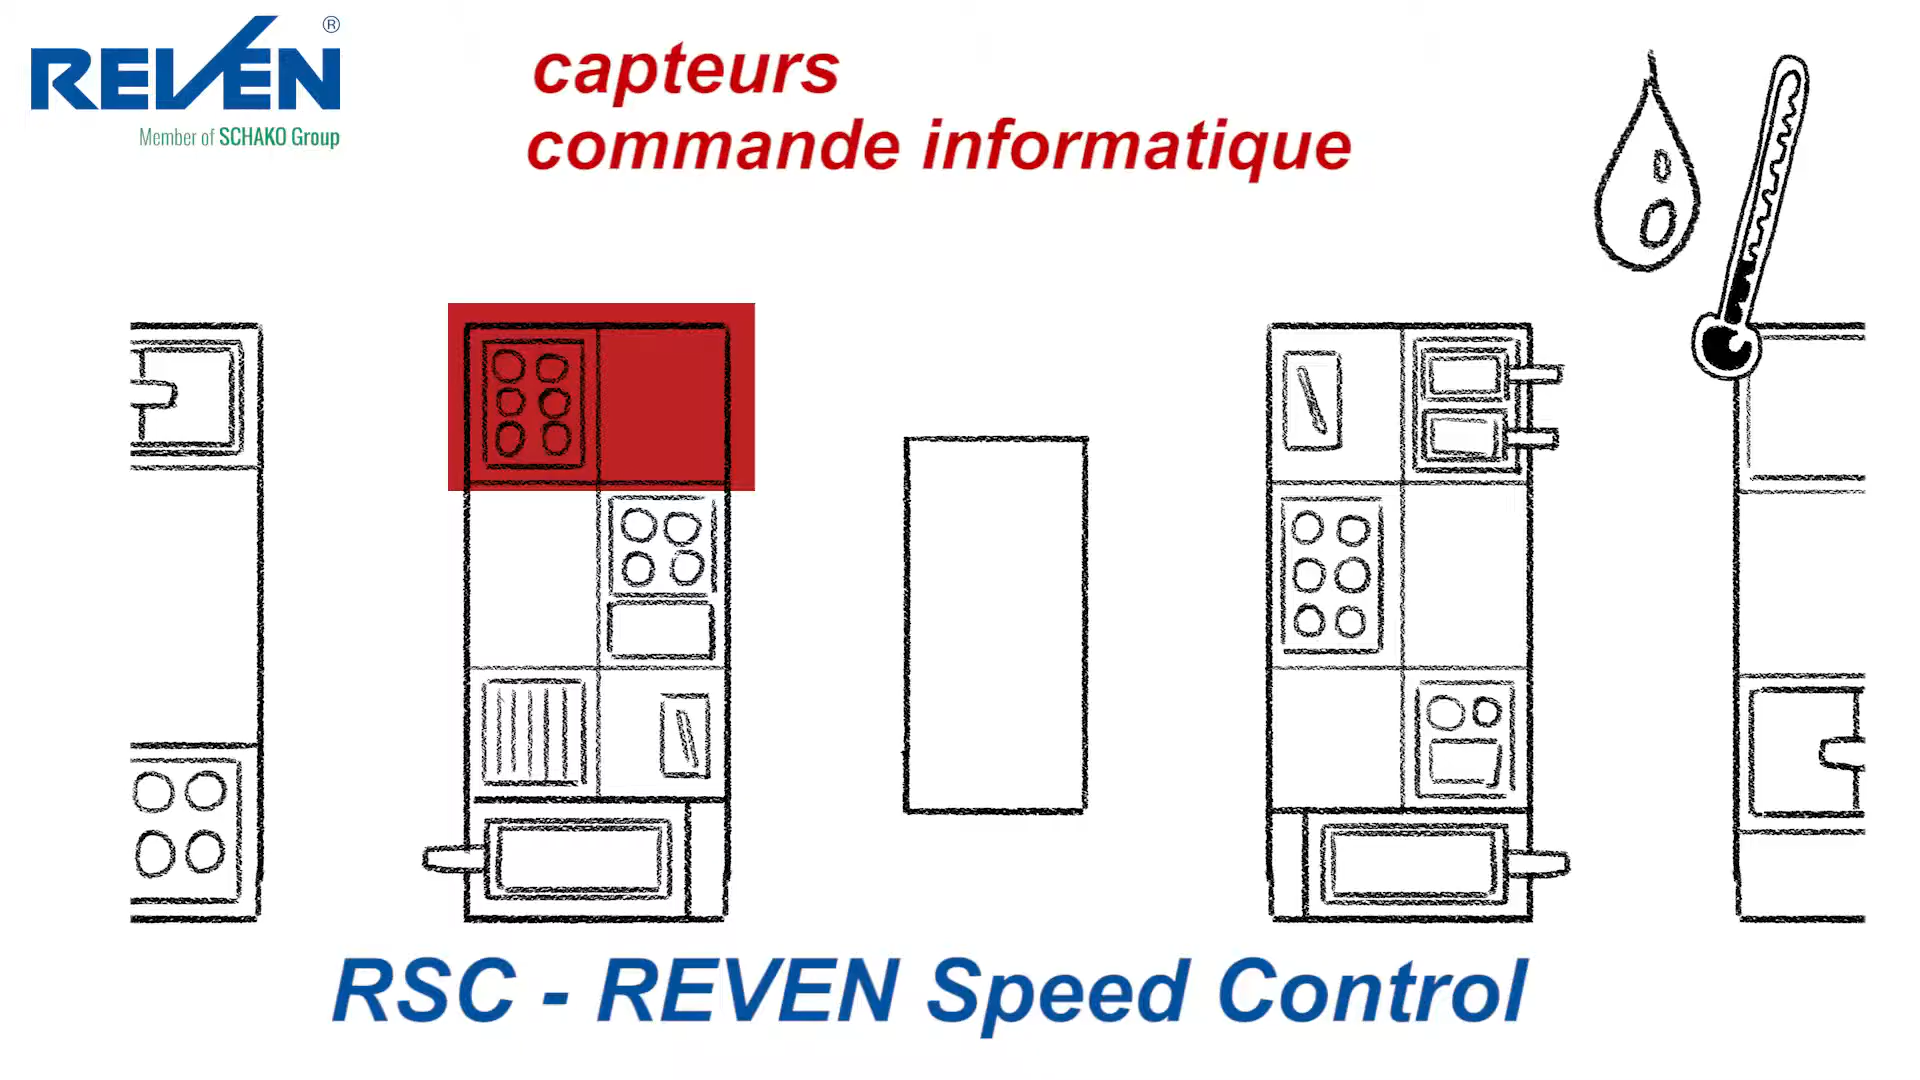 REVEN®
Member of SCHAKO Group
capteurs
commande informatique
RSC - REVEN Speed Control